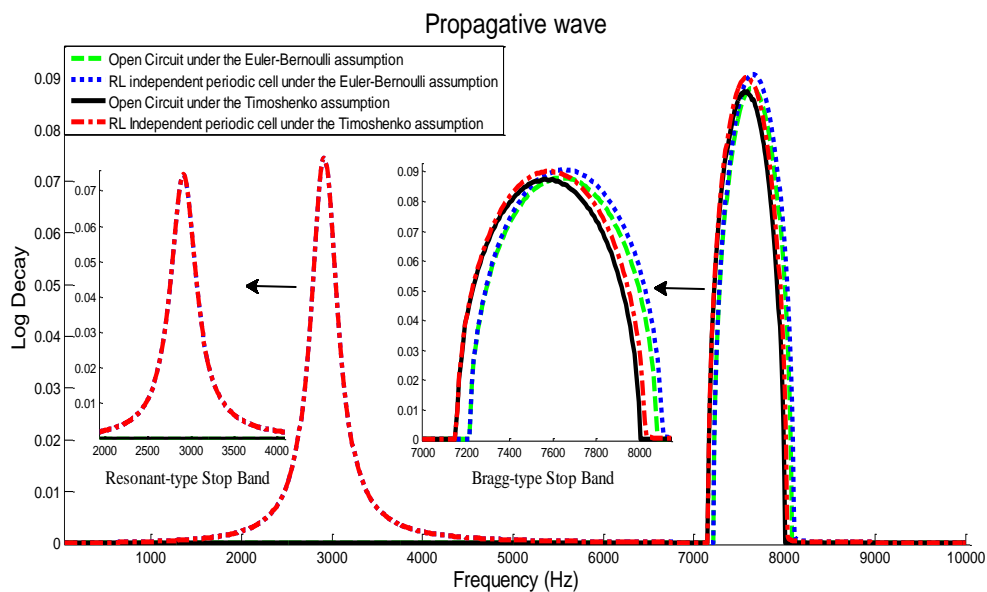 Propagative wave
Open Circuit under the Euler-Bernoulli assumption
RL independent periodic cell under the Euler-Bernoulli assumption
Open Circuit under the Timoshenko assumption
RL Independent periodic cell under the Timoshenko assumption
Log Decay
0.09
0.08
0.07
0.06
0.05
0.04
0.03
0.02
0.01
0
0.07
0.06
0.05
0.04
0.03
0.02
0.01
2000 2500 3000 3500 4000
Resonant-type Stop Band
0.09
0.08
0.07
0.06
0.05
0.04
0.03
0.02
0.01
0
7000 7200 7400 7600 7800 8000
Bragg-type Stop Band
1000 2000 3000 4000 5000 6000 7000 8000 9000 10000
Frequency (Hz)